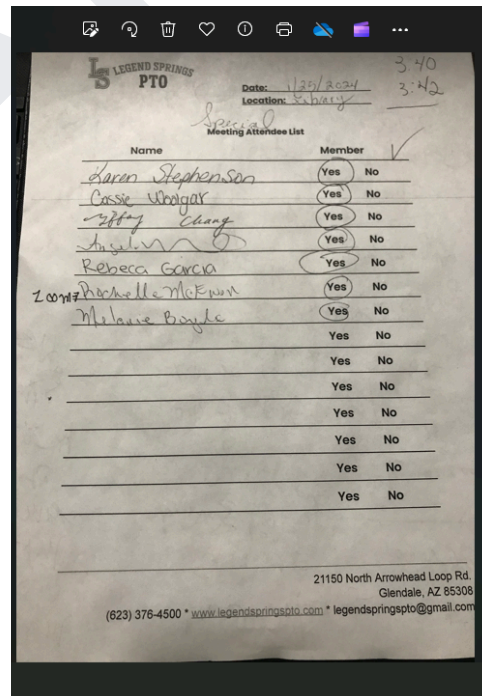 LS LEGEND SPRINGS
PTO
3:40
3:42
Date: 1/25/2024
Location: Library
Special
Meeting Attendee List
Name Member
Karen Stephenson Yes No
Cassie Woolgar Yes No
Chang Yes No
Yes No
Rebeca Garcia Yes No
Zoom Rochelle McEwen Yes No
Melanie Boyle Yes No
Yes No
Yes No
Yes No
Yes No
Yes No
Yes No
Yes No
21150 North Arrowhead Loop Rd.
Glendale, AZ 85308
(623) 376-4500 * www.legendspringspto.com * legendspringspto@gmail.com